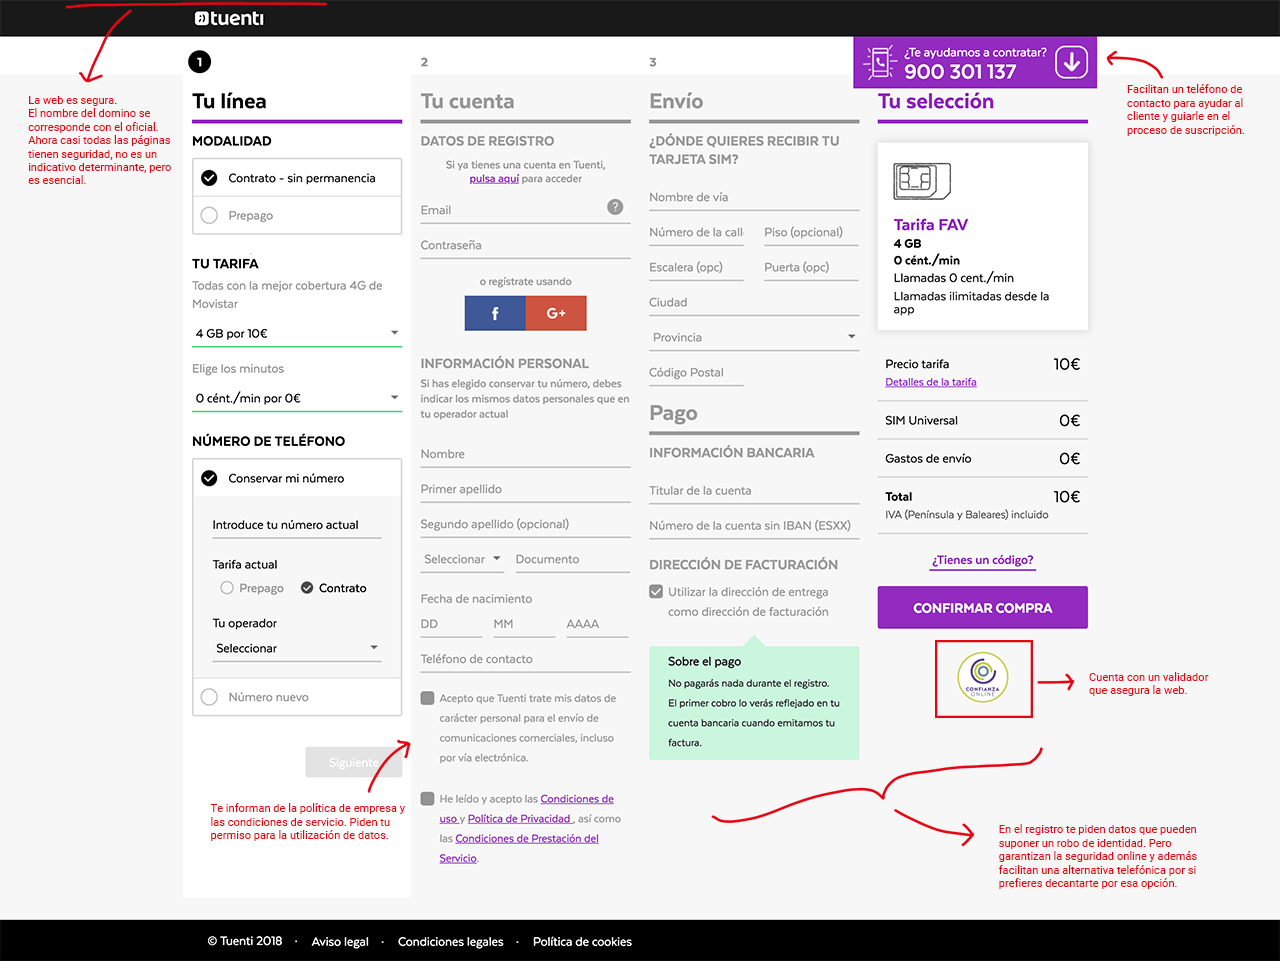 tuenti
La web es segura.
El nombre del domino se
corresponde con el oficial.
Ahora casi todas las páginas
tienen seguridad, no es un
indicativo determinante, pero
es esencial.
1
Tu línea
MODALIDAD
Contrato - sin permanencia
Prepago
TU TARIFA
Todas con la mejor cobertura 4G de
Movistar
4 GB por 10€
Elige los minutos
0 cént./min por 0€
NÚMERO DE TELÉFONO
Conservar mi número
Introduce tu número actual
Tarifa actual
Prepago
Contrato
Tu operador
Seleccionar
Número nuevo
Siguiente
Te informan de la política de empresa y
las condiciones de servicio. Piden tu
permiso para la utilización de datos.
2
Tu cuenta
DATOS DE REGISTRO
Si ya tienes una cuenta en Tuenti,
pulsa aquí para acceder
Email
?
Contraseña
o regístrate usando
f
G+
INFORMACIÓN PERSONAL
Si has elegido conservar tu número, debes
indicar los mismos datos personales que en
tu operador actual
Nombre
Primer apellido
Segundo apellido (opcional)
Seleccionar
Documento
Fecha de nacimiento
DD
MM
AAAA
Teléfono de contacto
Acepto que Tuenti trate mis datos de
carácter personal para el envío de
comunicaciones comerciales, incluso
por vía electrónica.
He leído y acepto las Condiciones de
uso y Política de Privacidad , así como
las Condiciones de Prestación del
Servicio.
3
Envío
¿DÓNDE QUIERES RECIBIR TU
TARJETA SIM?
Nombre de vía
Número de la call
Piso (opcional)
Escalera (opc)
Puerta (opc)
Ciudad
Provincia
Código Postal
Pago
INFORMACIÓN BANCARIA
Titular de la cuenta
Número de la cuenta sin IBAN (ESXX)
DIRECCIÓN DE FACTURACIÓN
Utilizar la dirección de entrega
como dirección de facturación
Sobre el pago
No pagarás nada durante el registro.
El primer cobro lo verás reflejado en tu
cuenta bancaria cuando emitamos tu
factura.
¿Te ayudamos a contratar?
900 301 137
Tu selección
Tarifa FAV
4 GB
0 cént./min
Llamadas 0 cent./min
Llamadas ilimitadas desde la
app
Precio tarifa 10€
Detalles de la tarifa
SIM Universal 0€
Gastos de envío 0€
Total 10€
IVA (Península y Baleares) incluido
¿Tienes un código?
CONFIRMAR COMPRA
CONFIANZA
ONLINE
Facilitan un teléfono de
contacto para ayudar al
cliente y guiarle en el
proceso de suscripción.
Cuenta con un validador
que asegura la web.
En el registro te piden datos que pueden
suponer un robo de identidad. Pero
garantizan la seguridad online y además
facilitan una alternativa telefónica por si
prefieres decantarte por esa opción.
© Tuenti 2018 · Aviso legal · Condiciones legales · Política de cookies